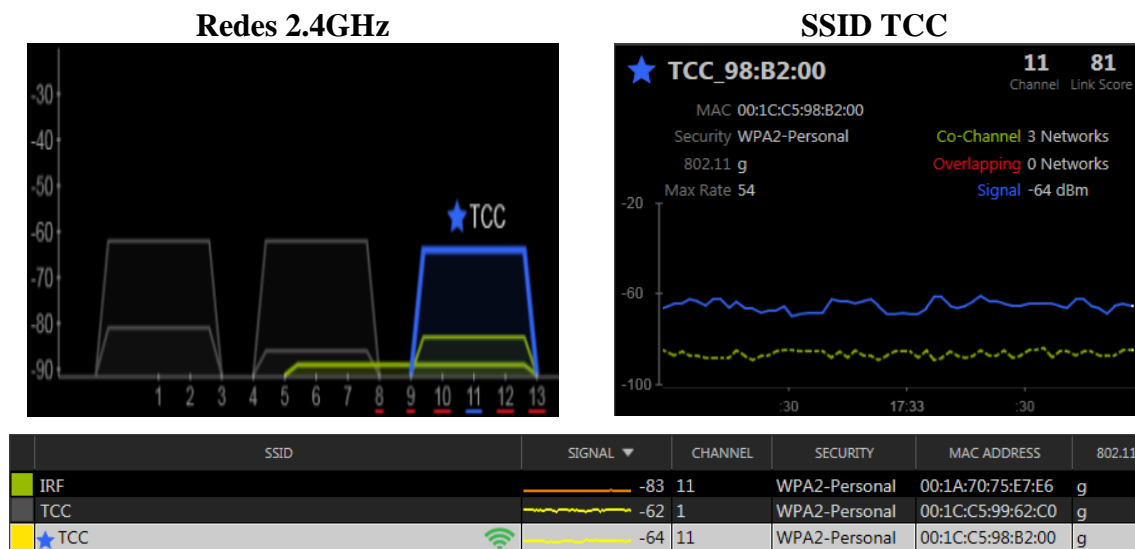 Redes 2.4GHz
SSID TCC
-30
-40
-50
-60
-70
-80
-90
TCC
1 2 3 4 5 6 7 8 9 10 11 12 13
TCC_98:B2:00
11 81
Channel Link Score
MAC 00:1C:C5:98:B2:00
Security WPA2-Personal
Co-Channel 3 Networks
802.11 g
Overlapping 0 Networks
Max Rate 54
Signal -64 dBm
-20
-60
-100
:30 17:33 :30
SSID SIGNAL ▼ CHANNEL SECURITY MAC ADDRESS 802.11
IRF -83 11 WPA2-Personal 00:1A:70:75:E7:E6 g
TCC -62 1 WPA2-Personal 00:1C:C5:99:62:C0 g
TCC -64 11 WPA2-Personal 00:1C:C5:98:B2:00 g